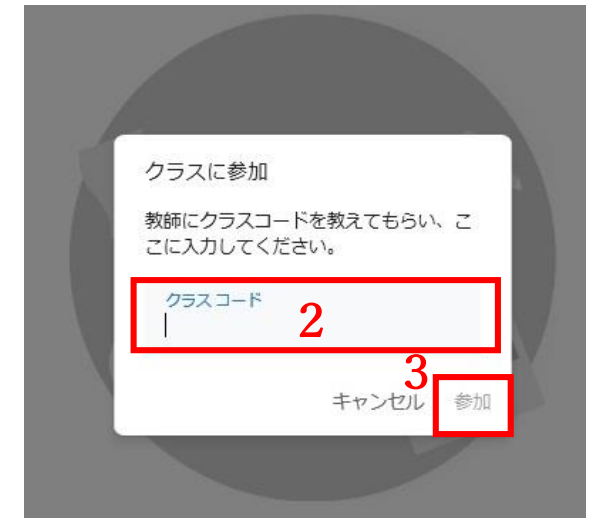 クラスに参加
教師にクラスコードを教えてもらい、こ
こに入力してください。
クラス コード
2
3
キャンセル 参加